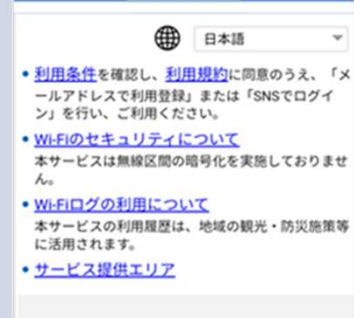 日本語
利用条件を確認し、利用規約に同意のうえ、「メ
ールアドレスで利用登録」または「SNSでログイ
ン」を行い、ご利用ください。
Wi-Fiのセキュリティについて
本サービスは無線区間の暗号化を実施しておりませ
ん。
Wi-Fiログの利用について
本サービスの利用履歴は、地域の観光・防災施策等
に活用されます。
サービス提供エリア